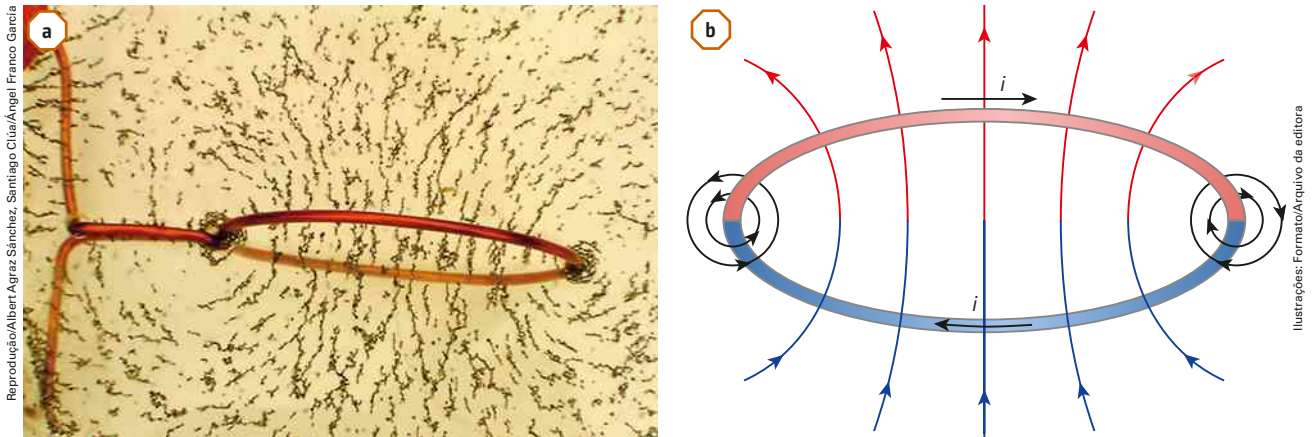 Reprodução/Albert Agraz Sánchez, Santiago Clúa/Ángel Franco García
a
b
i
i
Ilustrações: Formato/Arquivo da editora